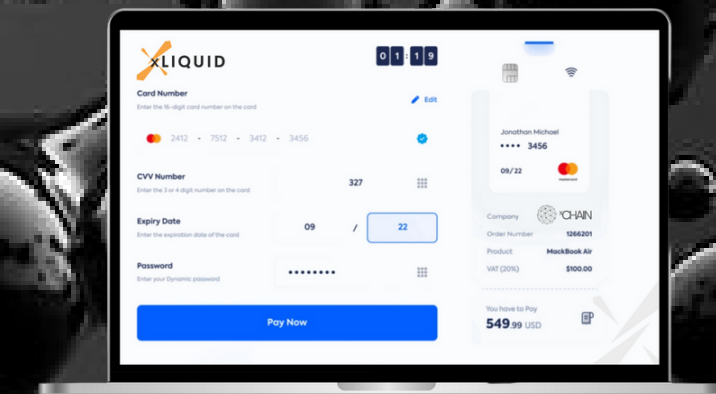 xLIQUID
01:19
Card Number
Enter the 16-digit card number on the card
Edit
2412 - 7512 - 3412 - 3456
CVV Number
Enter the 3 or 4 digit number on the card
327
Expiry Date
Enter the expiration date of the card
09 / 22
Password
Enter your Dynamic password
••••••••
Pay Now
Jonathan Michael
•••• 3456
09/22
mastercard
Company
CHAIN
Order Number 1266201
Product MackBook Air
VAT (20%) $100.00
You have to Pay
549.99 USD